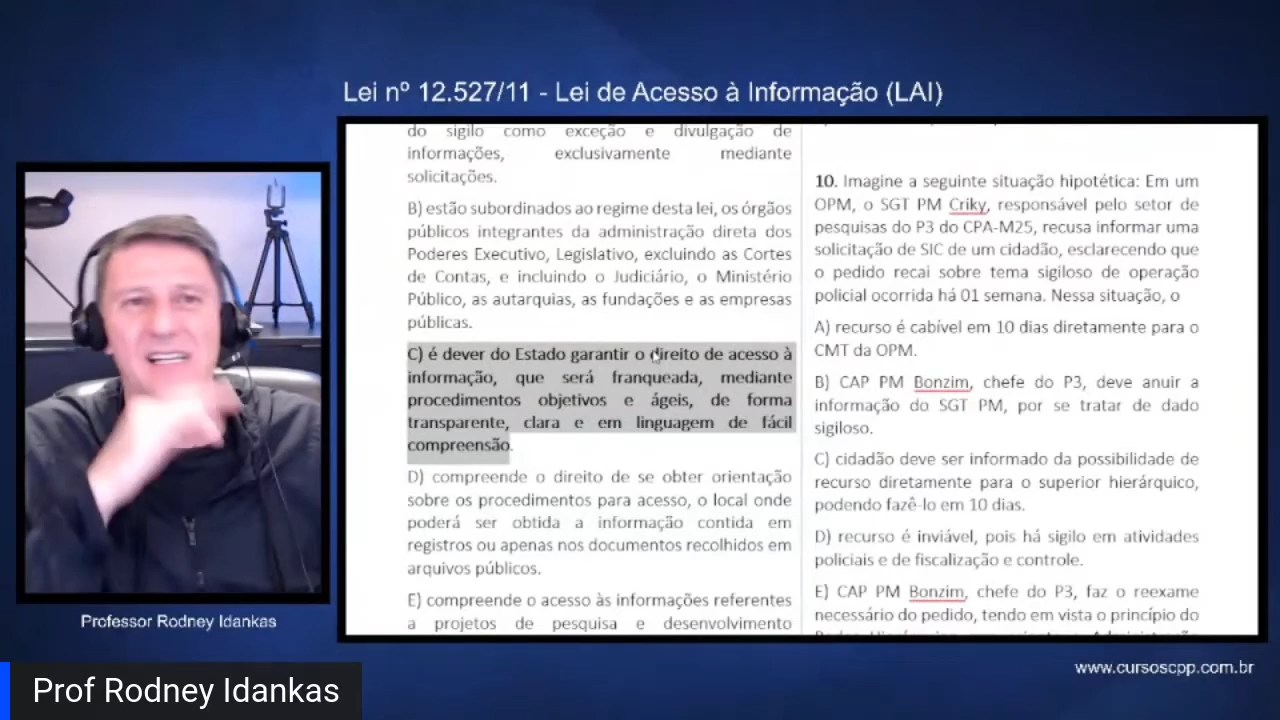 Lei nº 12.527/11 - Lei de Acesso à Informação (LAI)
do sigilo como exceção e divulgação de
informações, exclusivamente mediante
solicitações.
B) estão subordinados ao regime desta lei, os órgãos
públicos integrantes da administração direta dos
Poderes Executivo, Legislativo, excluindo as Cortes
de Contas, e incluindo o Judiciário, o Ministério
Público, as autarquias, as fundações e as empresas
públicas.
C) é dever do Estado garantir o direito de acesso à
informação, que será franqueada, mediante
procedimentos objetivos e ágeis, de forma
transparente, clara e em linguagem de fácil
compreensão.
D) compreende o direito de se obter orientação
sobre os procedimentos para acesso, o local onde
poderá ser obtida a informação contida em
registros ou apenas nos documentos recolhidos em
arquivos públicos.
E) compreende o acesso às informações referentes
a projetos de pesquisa e desenvolvimento
10. Imagine a seguinte situação hipotética: Em um
OPM, o SGT PM Criky, responsável pelo setor de
pesquisas do P3 do CPA-M25, recusa informar uma
solicitação de SIC de um cidadão, esclarecendo que
o pedido recai sobre tema sigiloso de operação
policial ocorrida há 01 semana. Nessa situação, o
A) recurso é cabível em 10 dias diretamente para o
CMT da OPM.
B) CAP PM Bonzim, chefe do P3, deve anuir a
informação do SGT PM, por se tratar de dado
sigiloso.
C) cidadão deve ser informado da possibilidade de
recurso diretamente para o superior hierárquico,
podendo fazê-lo em 10 dias.
D) recurso é inviável, pois há sigilo em atividades
policiais e de fiscalização e controle.
E) CAP PM Bonzim, chefe do P3, faz o reexame
necessário do pedido, tendo em vista o princípio do
Professor Rodney Idankas
www.cursoscpp.com.br
Prof Rodney Idankas